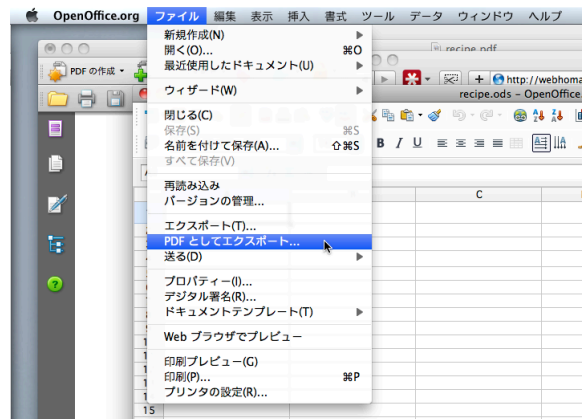 OpenOffice.org ファイル 編集 表示 挿入 書式 ツール データ ウィンドウ ヘルプ
新規作成(N)
開く(O)... ⌘O
最近使用したドキュメント(U)
ウィザード(W)
閉じる(C)
保存(S) ⌘S
名前を付けて保存(A)... ⇧⌘S
すべて保存(V)
再読み込み
バージョンの管理...
エクスポート(T)...
PDF としてエクスポート...
送る(D)
プロパティー(I)...
デジタル署名(R)...
ドキュメントテンプレート(T)
Web ブラウザでプレビュー
印刷プレビュー(G)
印刷(P)... ⌘P
プリンタの設定(R)...
PDF の作成
recipe.pdf
http://webhoma
recipe.ods – OpenOffice.
B I U
C
15